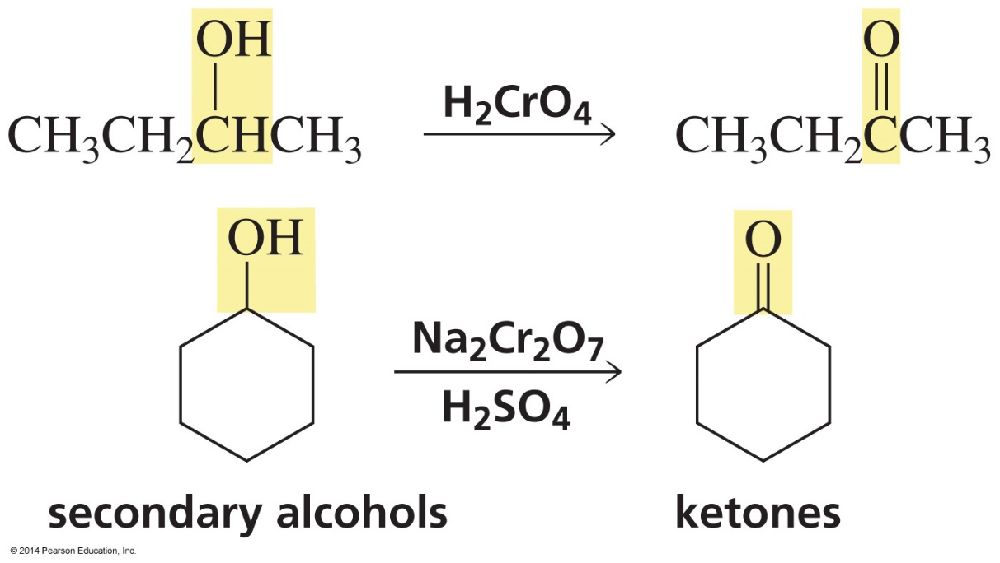 OH O
CH₃CH₂CHCH₃ H₂CrO₄ CH₃CH₂CCH₃
OH O
Na₂Cr₂O₇
H₂SO₄
secondary alcohols ketones
© 2014 Pearson Education, Inc.